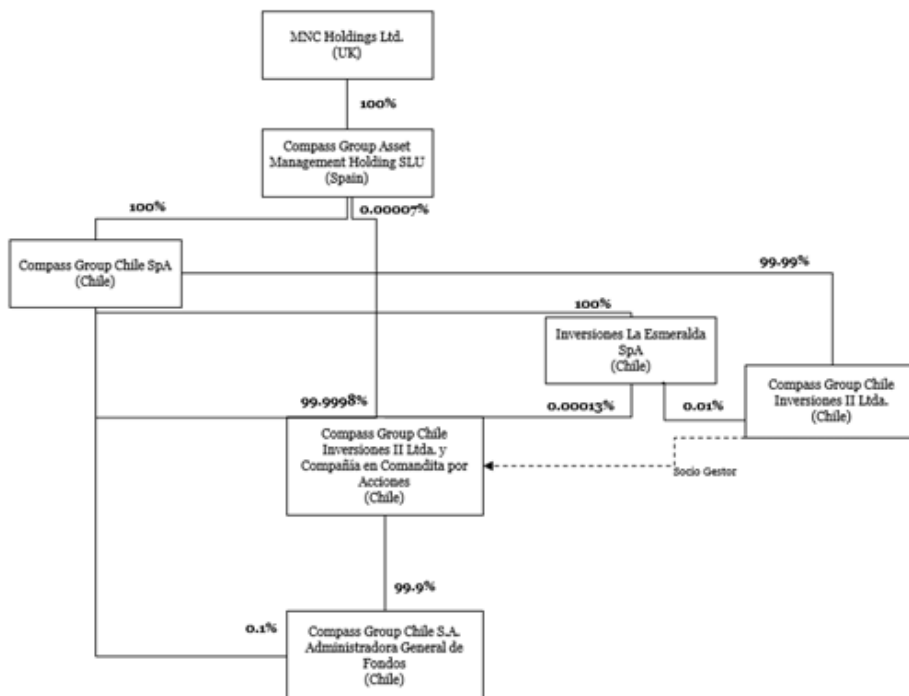 MNC Holdings Ltd.
(UK)
100%
Compass Group Asset
Management Holding SLU
(Spain)
100%
0.00007%
Compass Group Chile SpA
(Chile)
99.99%
100%
Inversiones La Esmeralda
SpA
(Chile)
Compass Group Chile
Inversiones II Ltda.
(Chile)
99.9998%
0.00013%
0.01%
Compass Group Chile
Inversiones II Ltda. y
Compañía en Comandita por
Acciones
(Chile)
Socio Gestor
99.9%
0.1%
Compass Group Chile S.A.
Administradora General de
Fondos
(Chile)